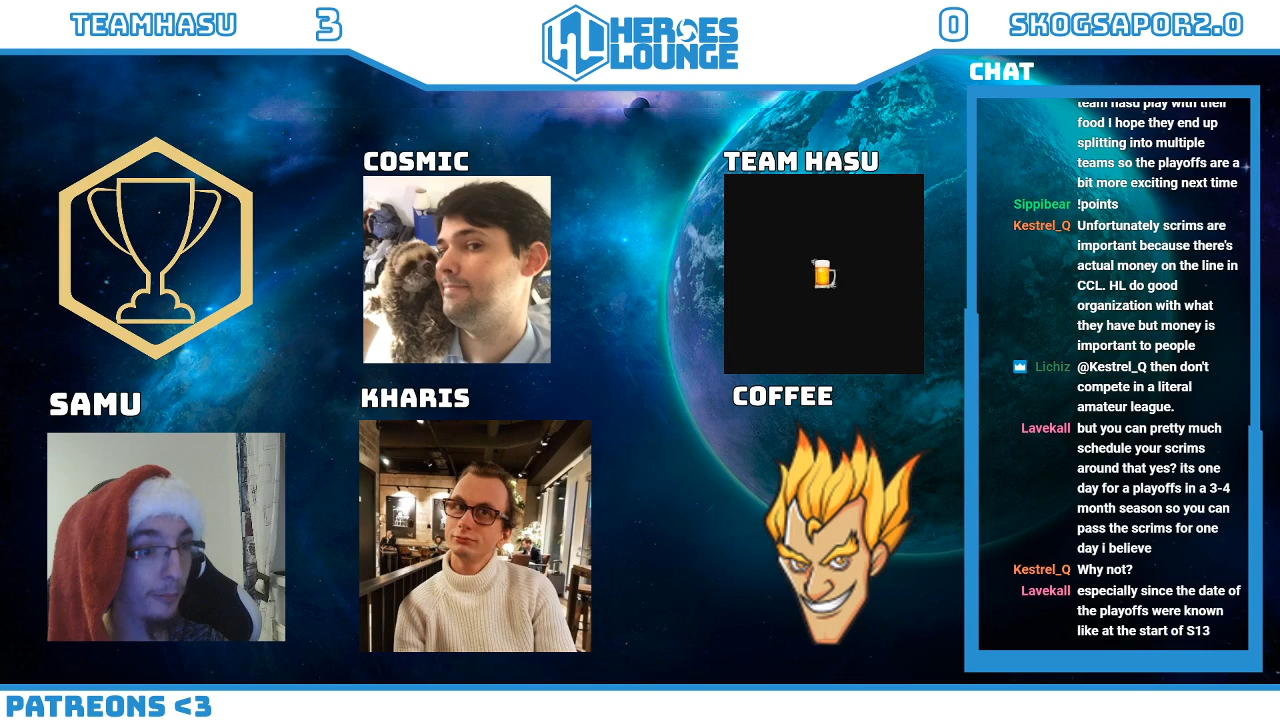 TEAMHASU
3
HEROES
LOUNGE
0
SKOGSAPOR2.0
CHAT
COSMIC
TEAM HASU
SAMU
KHARIS
COFFEE
team hasu play with their
food I hope they end up
splitting into multiple
teams so the playoffs are a
bit more exciting next time
Sippibear !points
Kestrel_Q Unfortunately scrims are
important because there's
actual money on the line in
CCL. HL do good
organization with what
they have but money is
important to people
Lichiz @Kestrel_Q then don't
compete in a literal
amateur league.
Lavekall but you can pretty much
schedule your scrims
around that yes? its one
day for a playoffs in a 3-4
month season so you can
pass the scrims for one
day i believe
Kestrel_Q Why not?
Lavekall especially since the date of
the playoffs were known
like at the start of S13
PATREONS <3